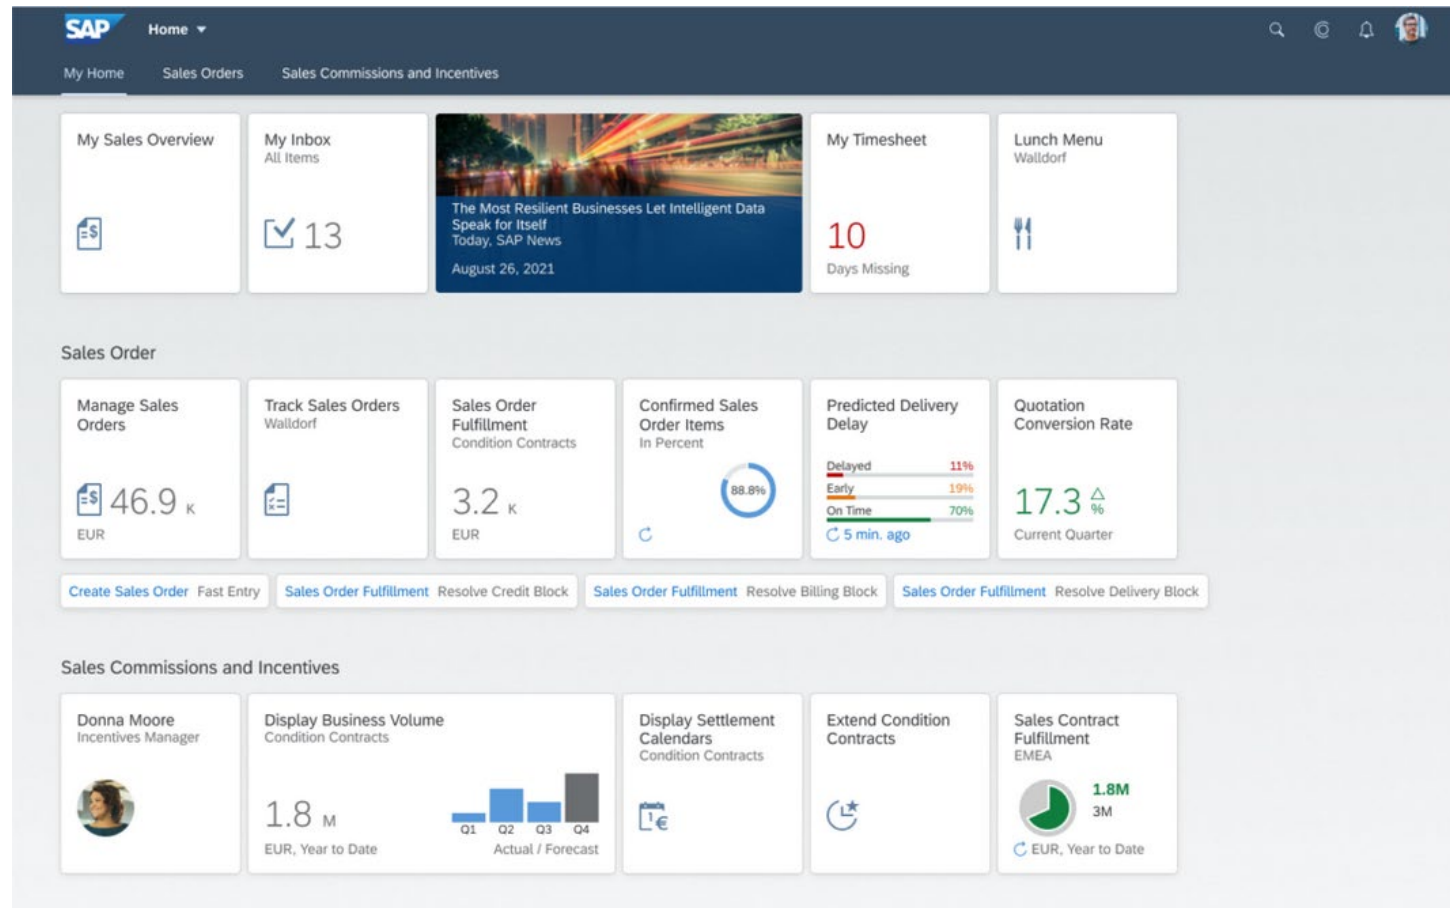 SAP
Home
My Home
Sales Orders
Sales Commissions and Incentives
My Sales Overview
My Inbox
All Items
13
The Most Resilient Businesses Let Intelligent Data
Speak for Itself
Today, SAP News
August 26, 2021
My Timesheet
10
Days Missing
Lunch Menu
Walldorf
Sales Order
Manage Sales
Orders
46.9 K
EUR
Track Sales Orders
Walldorf
Sales Order
Fulfillment
Condition Contracts
3.2 K
EUR
Confirmed Sales
Order Items
In Percent
88.8%
Predicted Delivery
Delay
Delayed 11%
Early 19%
On Time 70%
5 min. ago
Quotation
Conversion Rate
17.3 %
Current Quarter
Create Sales Order Fast Entry
Sales Order Fulfillment Resolve Credit Block
Sales Order Fulfillment Resolve Billing Block
Sales Order Fulfillment Resolve Delivery Block
Sales Commissions and Incentives
Donna Moore
Incentives Manager
Display Business Volume
Condition Contracts
1.8 M
EUR, Year to Date
Q1 Q2 Q3 Q4
Actual / Forecast
Display Settlement
Calendars
Condition Contracts
1 €
Extend Condition
Contracts
Sales Contract
Fulfillment
EMEA
1.8M
3M
EUR, Year to Date